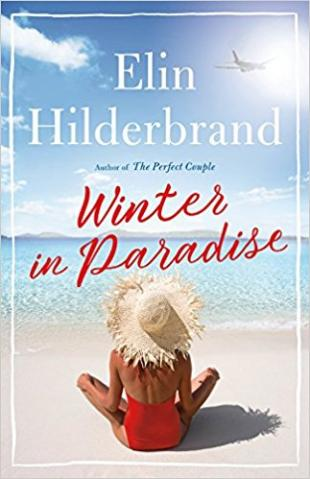 Elin
Hilderbrand
Author of The Perfect Couple
Winter
in Paradise